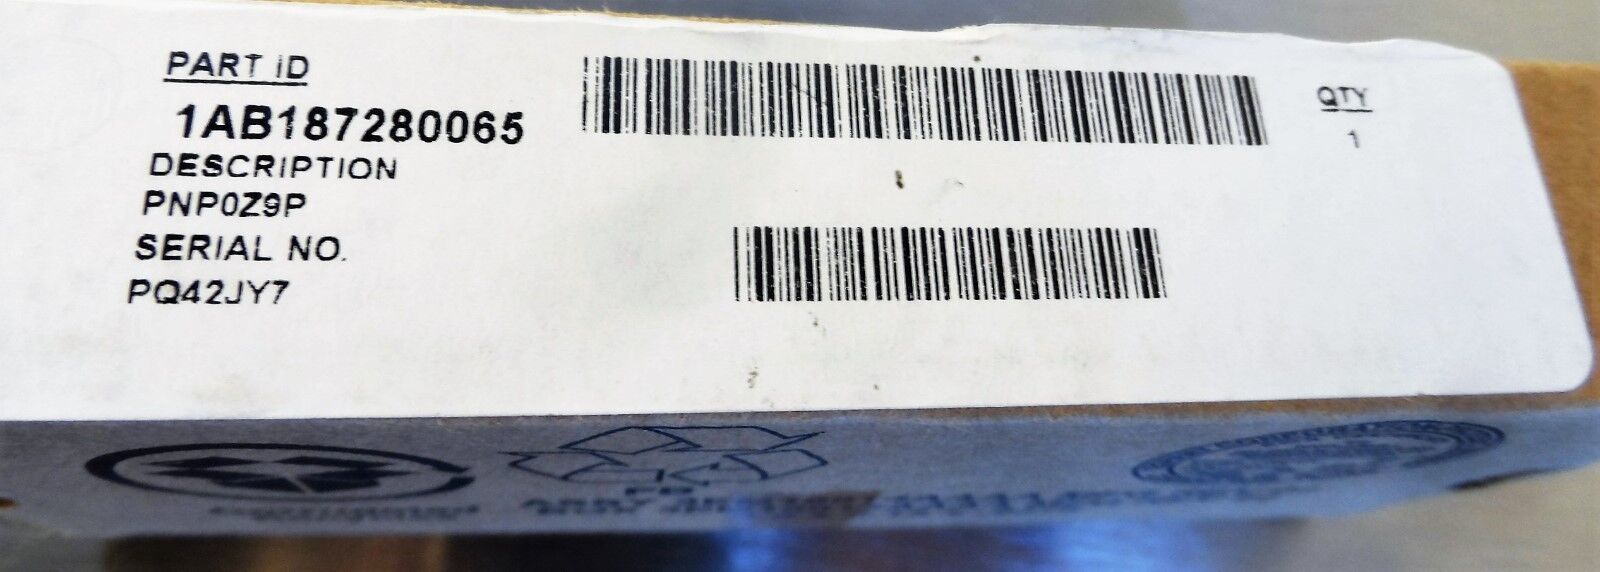 PART ID
1AB187280065
DESCRIPTION
PNP0Z9P
SERIAL NO.
PQ42JY7
QTY
1